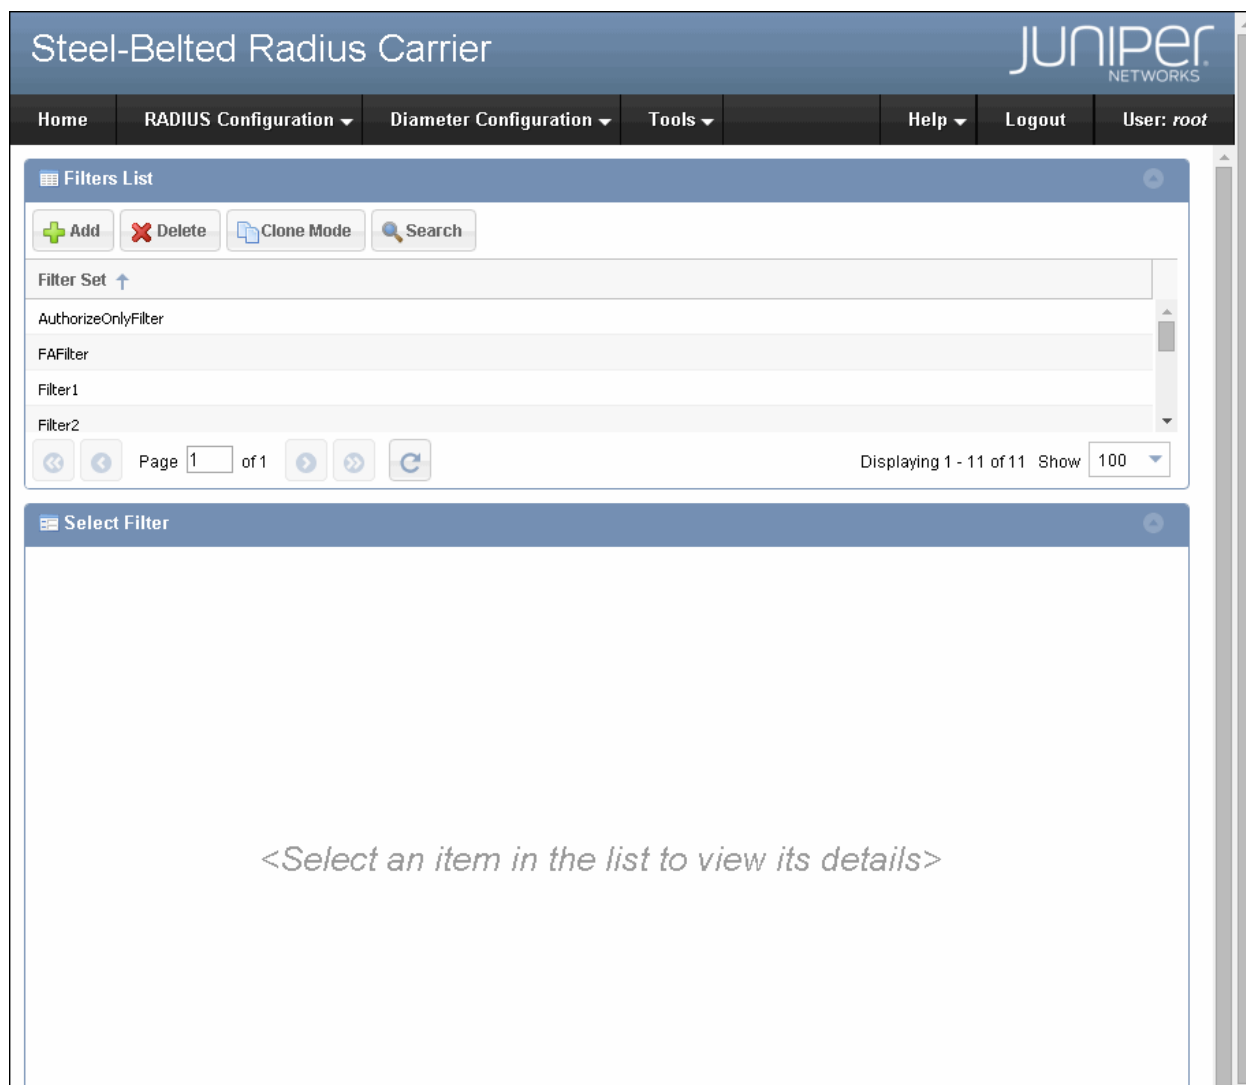 Steel-Belted Radius Carrier
JUNIPER
NETWORKS
Home RADIUS Configuration Diameter Configuration Tools Help Logout User: root
Filters List
Add Delete Clone Mode Search
Filter Set
AuthorizeOnlyFilter
FAFilter
Filter1
Filter2
Page 1 of 1 Displaying 1 - 11 of 11 Show 100
Select Filter
<Select an item in the list to view its details>